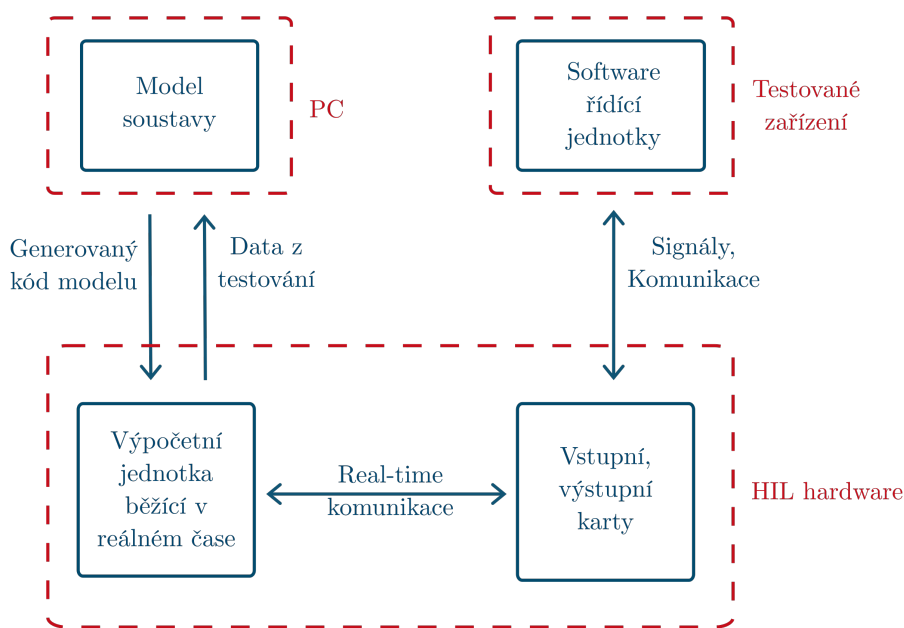 Model
soustavy
PC
Software
řídící
jednotky
Testované
zařízení
Generovaný
kód modelu
Data z
testování
Signály,
Komunikace
Výpočetní
jednotka
běžící v
reálném čase
Real-time
komunikace
Vstupní,
výstupní
karty
HIL hardware